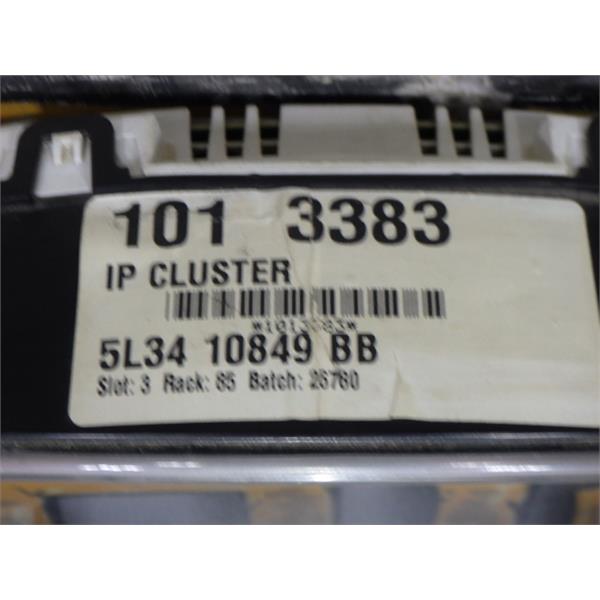 101 3383
IP CLUSTER
*1013383*
5L34 10849 BB
Slot: 3 Rack: 85 Batch: 26760